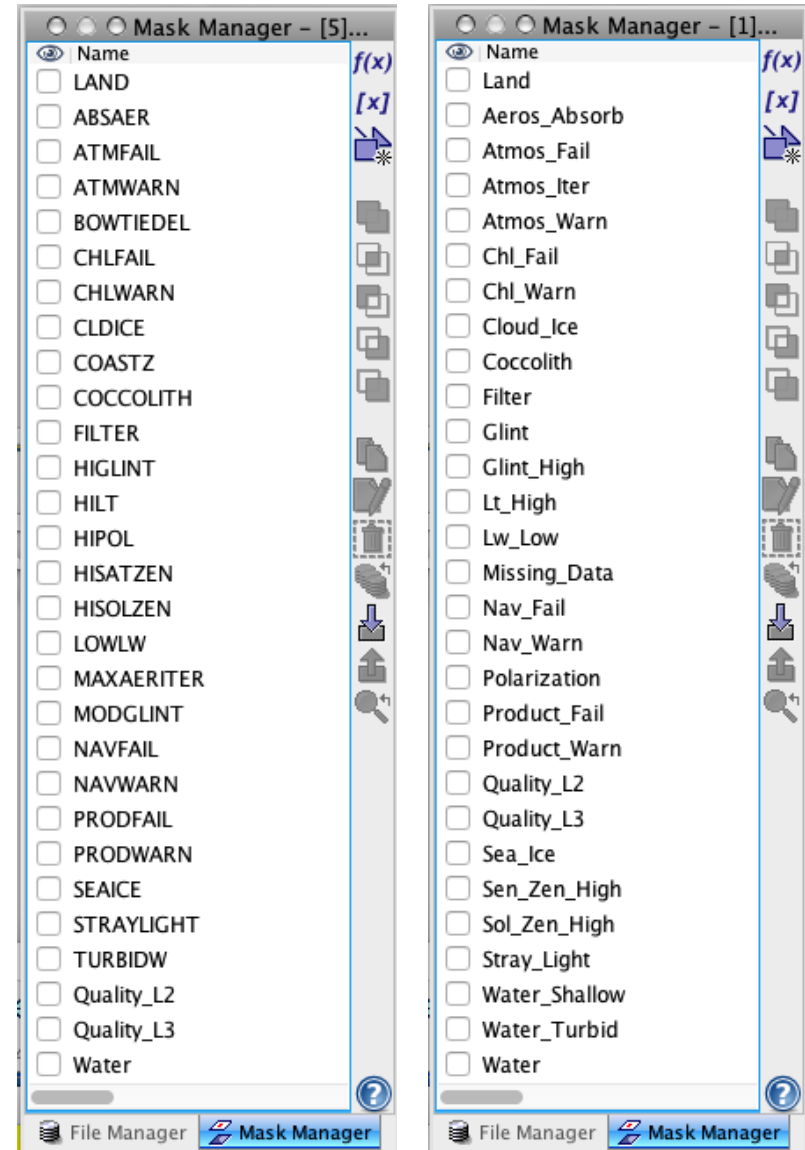 Mask Manager – [5]...
Name
f(x)
LAND
[x]
ABSAER
ATMFAIL
ATMWARN
BOWTIEDEL
CHLFAIL
CHLWARN
CLDICE
COASTZ
COCCOLITH
FILTER
HIGLINT
HILT
HIPOL
HISATZEN
HISOLZEN
LOWLW
MAXAERITER
MODGLINT
NAVFAIL
NAVWARN
PRODFAIL
PRODWARN
SEAICE
STRAYLIGHT
TURBIDW
Quality_L2
Quality_L3
Water
?
File Manager Mask Manager
Mask Manager – [1]...
Name
f(x)
Land
[x]
Aeros_Absorb
Atmos_Fail
Atmos_Iter
Atmos_Warn
Chl_Fail
Chl_Warn
Cloud_Ice
Coccolith
Filter
Glint
Glint_High
Lt_High
Lw_Low
Missing_Data
Nav_Fail
Nav_Warn
Polarization
Product_Fail
Product_Warn
Quality_L2
Quality_L3
Sea_Ice
Sen_Zen_High
Sol_Zen_High
Stray_Light
Water_Shallow
Water_Turbid
Water
?
File Manager Mask Manager